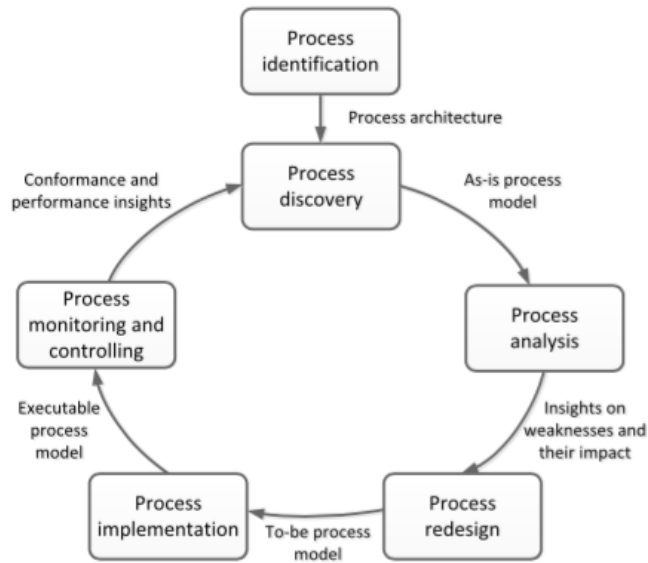 Process
identification
Process architecture
Process
discovery
As-is process
model
Process
analysis
Insights on
weaknesses and
their impact
Process
redesign
To-be process
model
Process
implementation
Executable
process
model
Process
monitoring and
controlling
Conformance and
performance insights